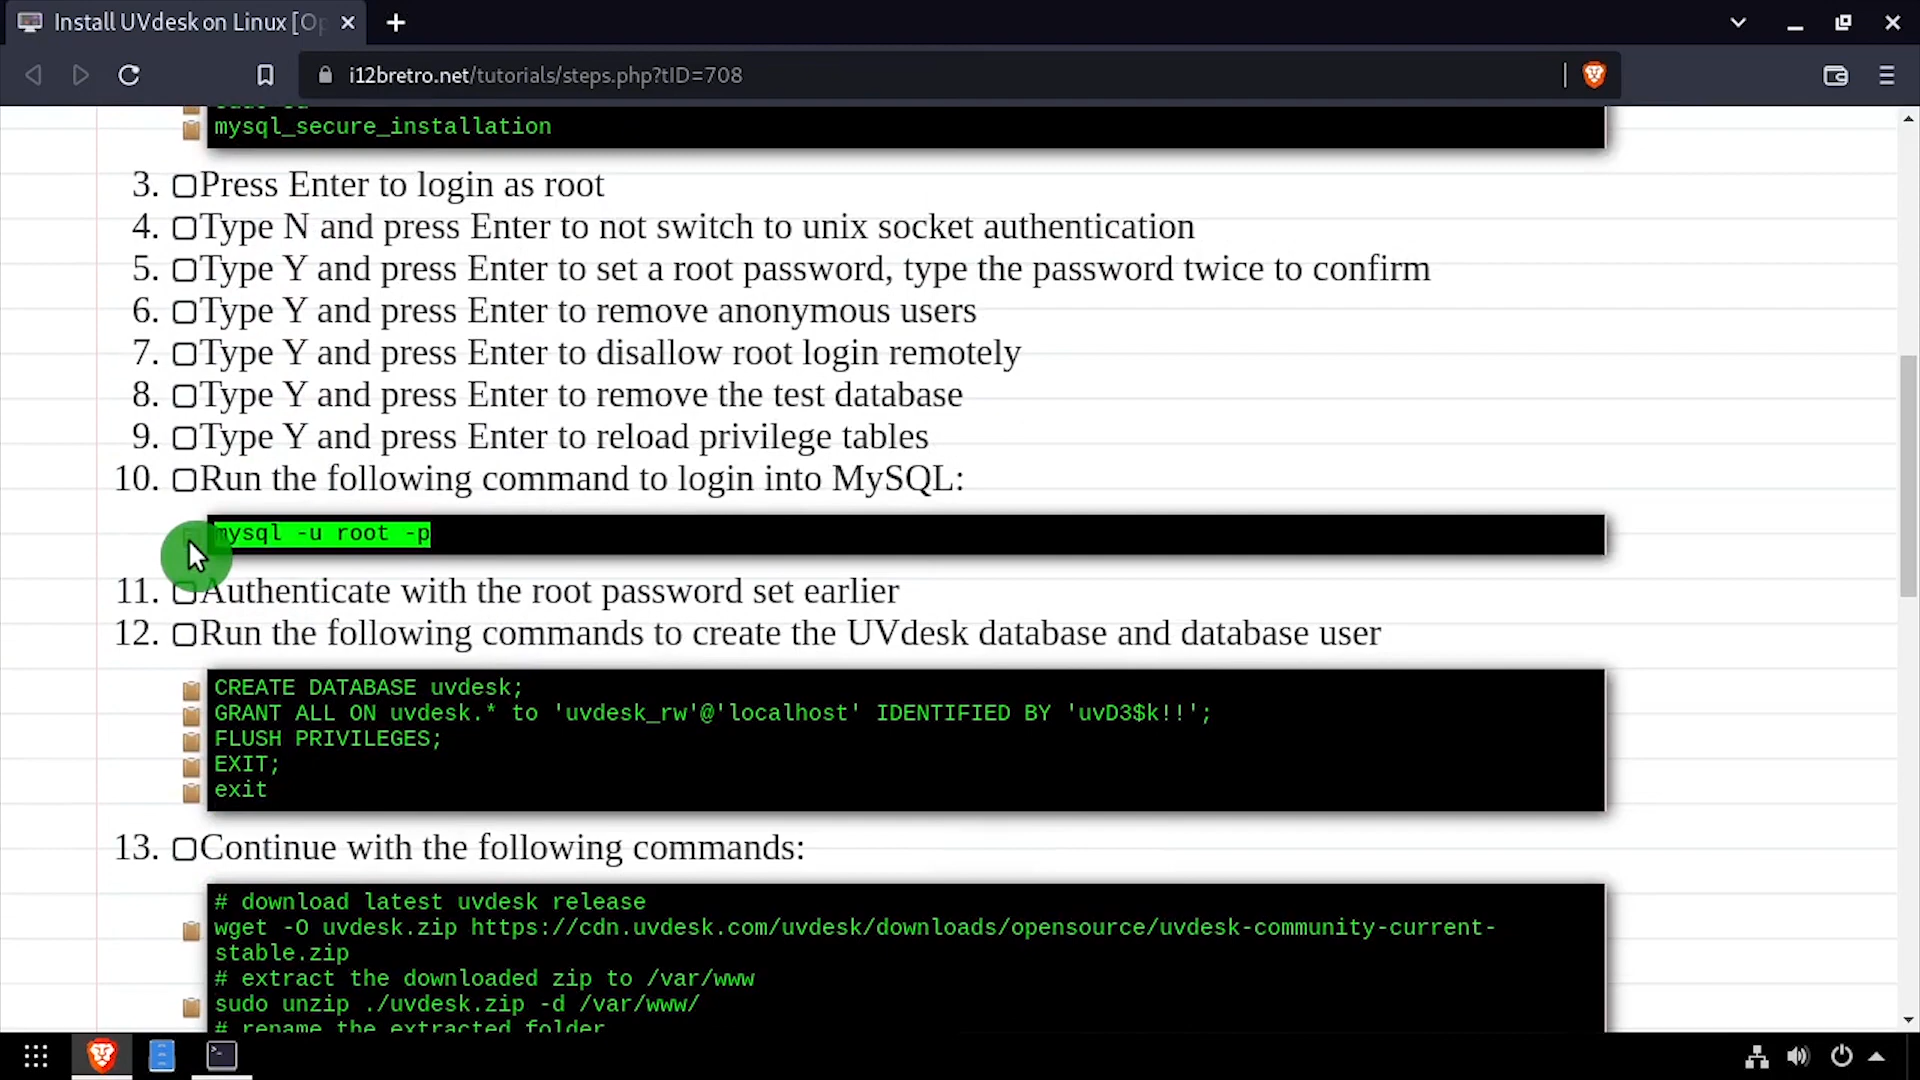 Install UVdesk on Linux [Op
i12bretro.net/tutorials/steps.php?tID=708
mysql_secure_installation
3. Press Enter to login as root
4. Type N and press Enter to not switch to unix socket authentication
5. Type Y and press Enter to set a root password, type the password twice to confirm
6. Type Y and press Enter to remove anonymous users
7. Type Y and press Enter to disallow root login remotely
8. Type Y and press Enter to remove the test database
9. Type Y and press Enter to reload privilege tables
10. Run the following command to login into MySQL:
mysql -u root -p
11. Authenticate with the root password set earlier
12. Run the following commands to create the UVdesk database and database user
CREATE DATABASE uvdesk;
GRANT ALL ON uvdesk.* to 'uvdesk_rw'@'localhost' IDENTIFIED BY 'uvD3$k!!';
FLUSH PRIVILEGES;
EXIT;
exit
13. Continue with the following commands:
# download latest uvdesk release
wget -O uvdesk.zip https://cdn.uvdesk.com/uvdesk/downloads/opensource/uvdesk-community-current-
stable.zip
# extract the downloaded zip to /var/www
sudo unzip ./uvdesk.zip -d /var/www/
# rename the extracted folder